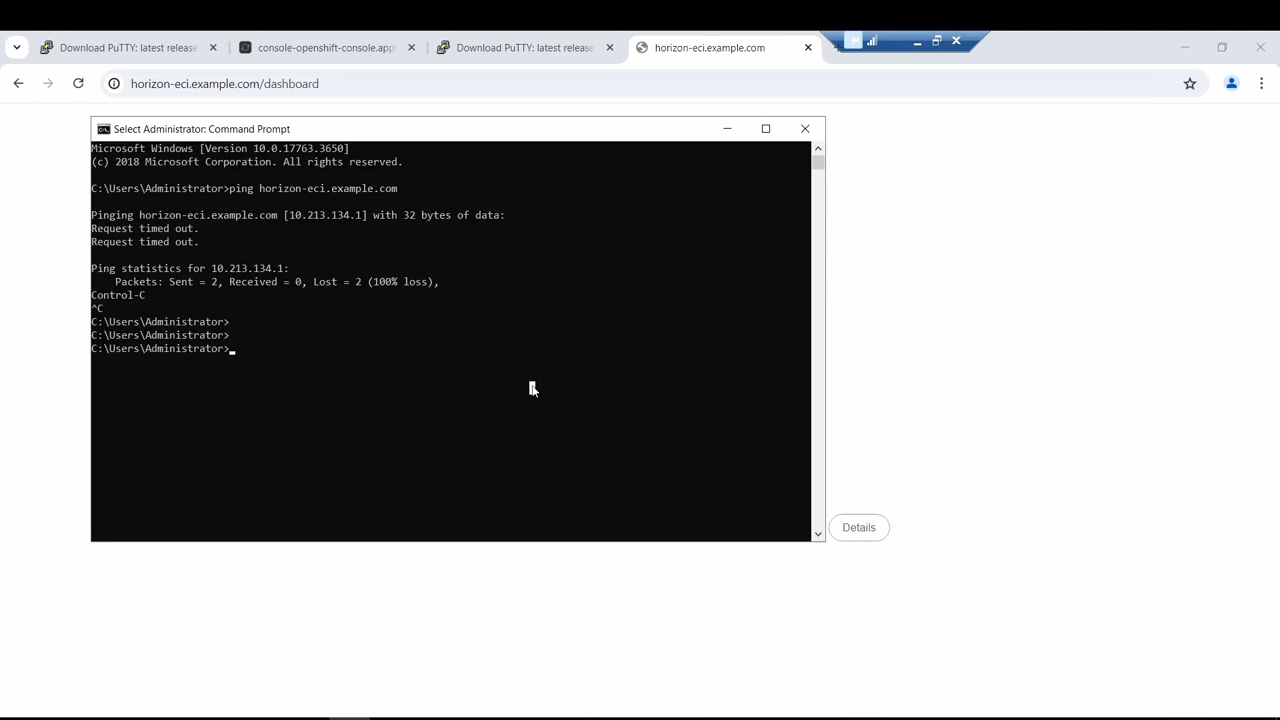 Download PuTTY: latest release
console-openshift-console.app
Download PuTTY: latest release
horizon-eci.example.com
horizon-eci.example.com/dashboard
Select Administrator: Command Prompt
Microsoft Windows [Version 10.0.17763.3650]
(c) 2018 Microsoft Corporation. All rights reserved.
C:\Users\Administrator>ping horizon-eci.example.com
Pinging horizon-eci.example.com [10.213.134.1] with 32 bytes of data:
Request timed out.
Request timed out.
Ping statistics for 10.213.134.1:
Packets: Sent = 2, Received = 0, Lost = 2 (100% loss),
Control-C
^C
C:\Users\Administrator>
C:\Users\Administrator>
C:\Users\Administrator>
Details